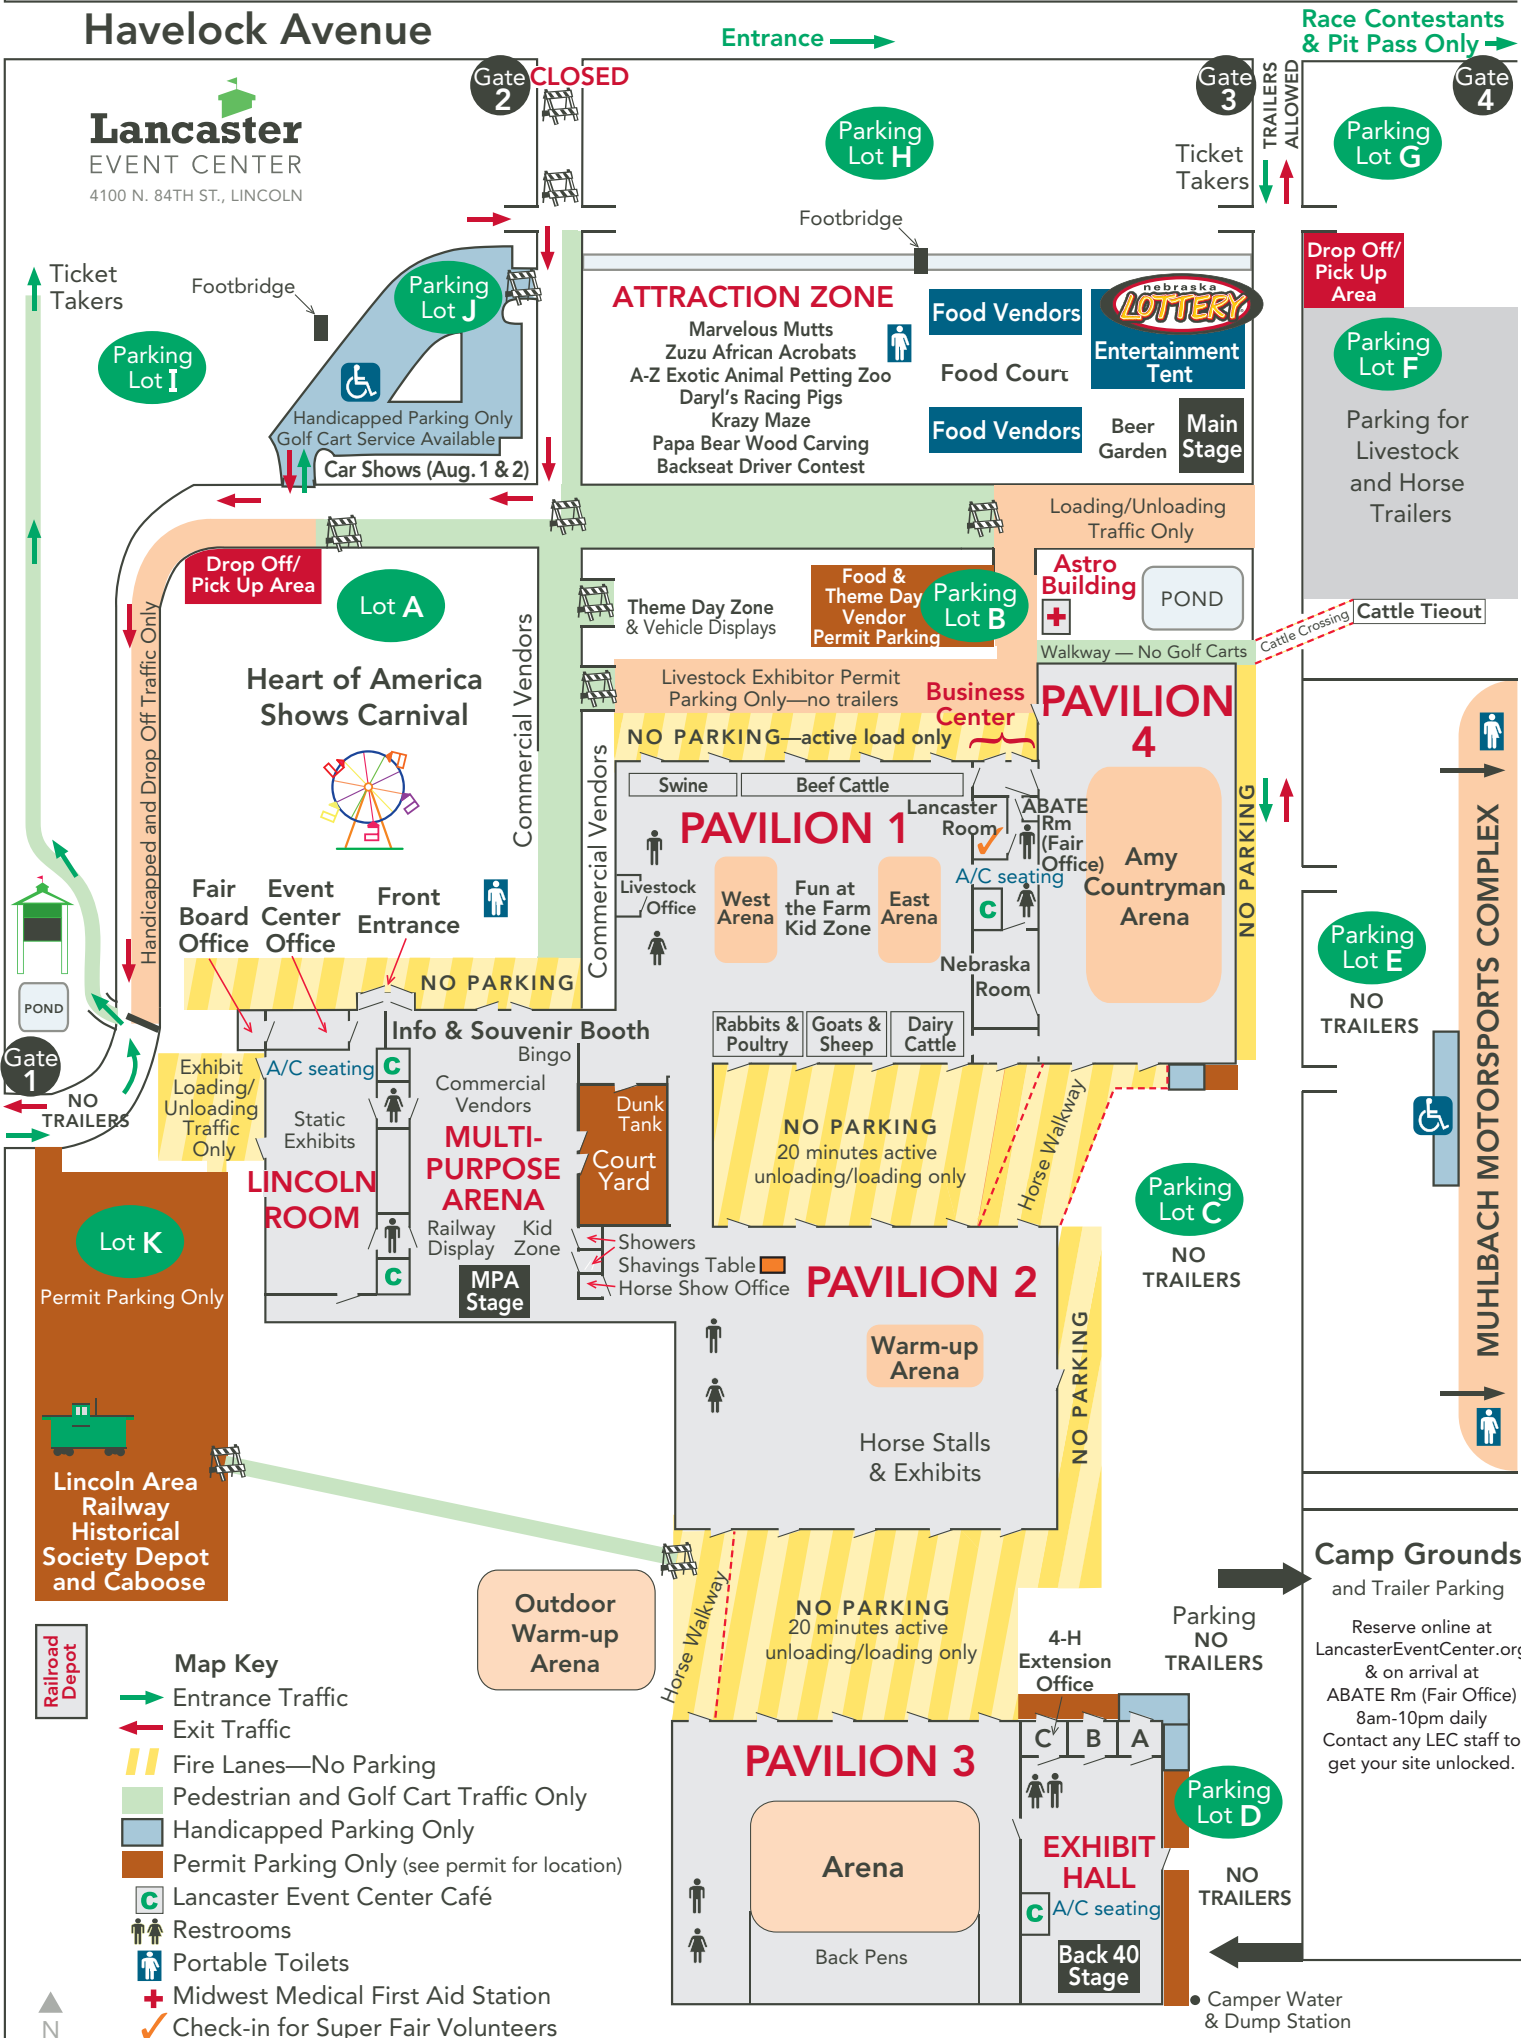 Havelock Avenue
Entrance
Race Contestants
& Pit Pass Only
Gate
2
CLOSED
Gate
3
TRAILERS
ALLOWED
Gate
4
Lancaster
EVENT CENTER
4100 N. 84TH ST., LINCOLN
Parking
Lot H
Parking
Lot G
Ticket
Takers
Footbridge
Drop Off/
Pick Up
Area
Ticket
Takers
Footbridge
Parking
Lot J
Parking
Lot I
Handicapped Parking Only
Golf Cart Service Available
Car Shows (Aug. 1 & 2)
ATTRACTION ZONE
Marvelous Mutts
Zuzu African Acrobats
A-Z Exotic Animal Petting Zoo
Daryl's Racing Pigs
Krazy Maze
Papa Bear Wood Carving
Backseat Driver Contest
Food Vendors
Food Court
Food Vendors
nebraska
LOTTERY
Entertainment
Tent
Beer
Garden
Main
Stage
Parking
Lot F
Parking for
Livestock
and Horse
Trailers
Loading/Unloading
Traffic Only
Drop Off/
Pick Up Area
Lot A
Handicapped and Drop Off Traffic Only
Heart of America
Shows Carnival
Commercial Vendors
Commercial Vendors
Theme Day Zone
& Vehicle Displays
Food &
Theme Day
Vendor
Permit Parking
Parking
Lot B
Astro
Building
POND
Walkway — No Golf Carts
Cattle Crossing
Cattle Tieout
Livestock Exhibitor Permit
Parking Only—no trailers
Business
Center
NO PARKING—active load only
PAVILION
4
Swine
Beef Cattle
PAVILION 1
Lancaster
Room
ABATE
Rm
(Fair
Office)
A/C seating
C
Livestock
Office
West
Arena
Fun at
the Farm
Kid Zone
East
Arena
Amy
Countryman
Arena
NO PARKING
Nebraska
Room
Rabbits &
Poultry
Goats &
Sheep
Dairy
Cattle
Parking
Lot E
NO
TRAILERS
MUHLBACH MOTORSPORTS COMPLEX
Fair
Board
Office
Event
Center
Office
Front
Entrance
NO PARKING
POND
Gate
1
NO
TRAILERS
Exhibit
Loading/
Unloading
Traffic
Only
Info & Souvenir Booth
Bingo
A/C seating
C
Commercial
Vendors
Static
Exhibits
LINCOLN
ROOM
MULTI-
PURPOSE
ARENA
Dunk
Tank
Court
Yard
Railway
Display
Kid
Zone
C
MPA
Stage
Showers
Shavings Table
Horse Show Office
NO PARKING
20 minutes active
unloading/loading only
Horse Walkway
Parking
Lot C
NO
TRAILERS
PAVILION 2
Warm-up
Arena
Horse Stalls
& Exhibits
NO PARKING
Lot K
Permit Parking Only
Lincoln Area
Railway
Historical
Society Depot
and Caboose
Railroad
Depot
Outdoor
Warm-up
Arena
Horse Walkway
NO PARKING
20 minutes active
unloading/loading only
4-H
Extension
Office
Parking
NO
TRAILERS
Camp Grounds
and Trailer Parking
Reserve online at
LancasterEventCenter.org
& on arrival at
ABATE Rm (Fair Office)
8am-10pm daily
Contact any LEC staff to
get your site unlocked.
PAVILION 3
Arena
Back Pens
C
B
A
EXHIBIT
HALL
C
A/C seating
Back 40
Stage
Parking
Lot D
NO
TRAILERS
Camper Water
& Dump Station
Map Key
Entrance Traffic
Exit Traffic
Fire Lanes—No Parking
Pedestrian and Golf Cart Traffic Only
Handicapped Parking Only
Permit Parking Only (see permit for location)
C
Lancaster Event Center Café
Restrooms
Portable Toilets
Midwest Medical First Aid Station
Check-in for Super Fair Volunteers
N